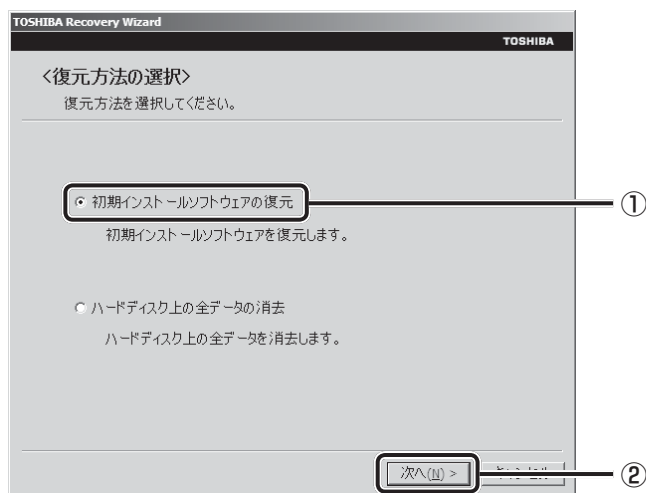 TOSHIBA Recovery Wizard
TOSHIBA
<復元方法の選択>
復元方法を選択してください。
初期インストールソフトウェアの復元
①
初期インストールソフトウェアを復元します。
ハードディスク上の全データの消去
ハードディスク上の全データを消去します。
次へ(N) >
②